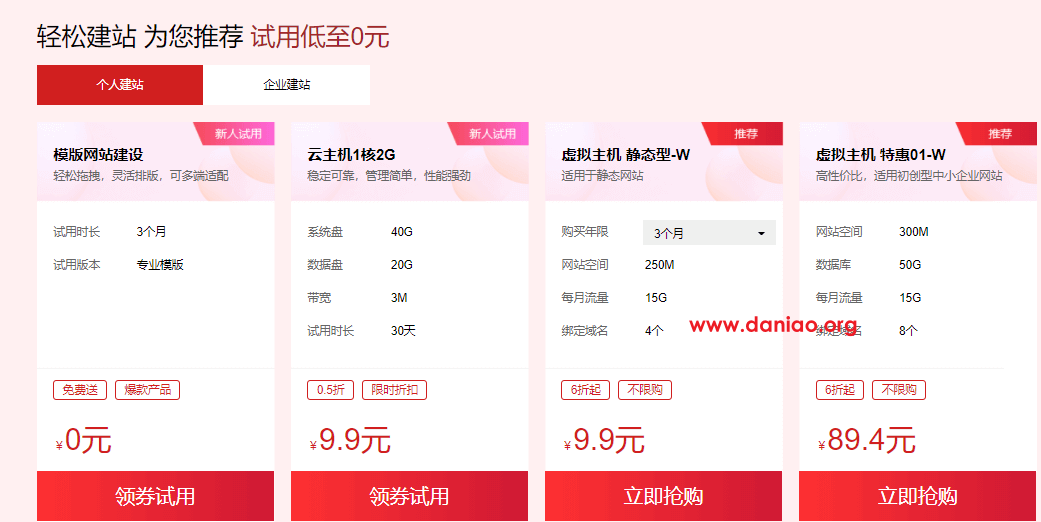 轻松建站 为您推荐 试用低至0元
个人建站
企业建站
新人试用
模版网站建设
轻松拖拽，灵活排版，可多端适配
试用时长 3个月
试用版本 专业模版
免费送 爆款产品
¥0元
领券试用
新人试用
云主机1核2G
稳定可靠，管理简单，性能强劲
系统盘 40G
数据盘 20G
带宽 3M
试用时长 30天
0.5折 限时折扣
¥9.9元
领券试用
推荐
虚拟主机 静态型-W
适用于静态网站
购买年限 3个月
网站空间 250M
每月流量 15G
绑定域名 4个
6折起 不限购
¥9.9元
立即抢购
推荐
虚拟主机 特惠01-W
高性价比，适用初创型中小企业网站
网站空间 300M
数据库 50G
每月流量 15G
绑定域名 8个
6折起 不限购
¥89.4元
立即抢购
www.daniao.org